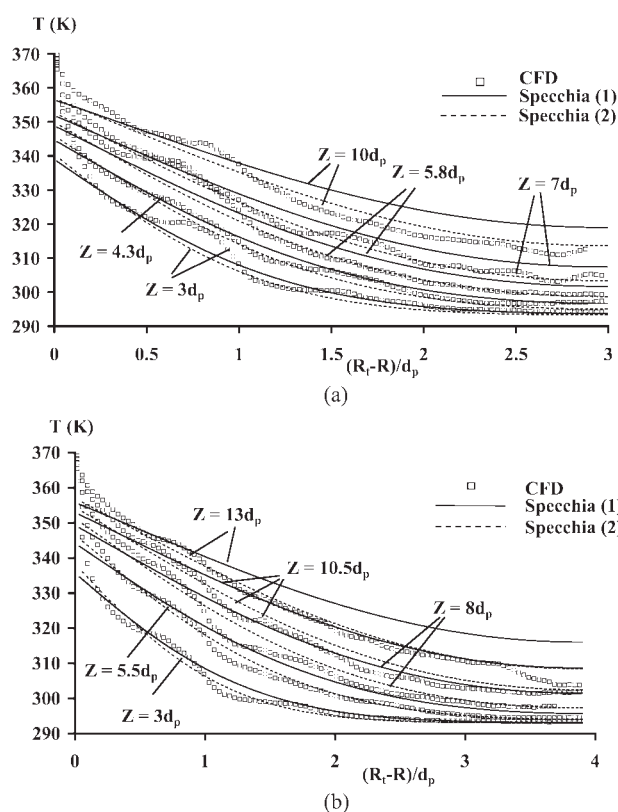 T (K)
370
360
350
340
330
320
310
300
290
CFD
Specchia (1)
Specchia (2)
Z = 10dp
Z = 5.8dp
Z = 7dp
Z = 4.3dp
Z = 3dp
0 0.5 1 1.5 2 2.5 3
(Rt-R)/dp
(a)
T (K)
370
360
350
340
330
320
310
300
290
CFD
Specchia (1)
Specchia (2)
Z = 13dp
Z = 10.5dp
Z = 8dp
Z = 5.5dp
Z = 3dp
0 1 2 3 4
(Rt-R)/dp
(b)